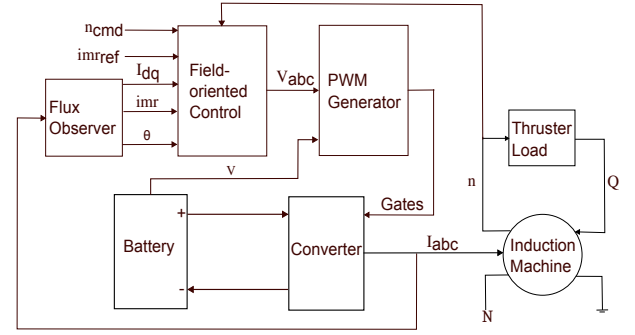 ncmd
imrref
Idq
imr
θ
Flux
Observer
Field-
oriented
Control
Vabc
PWM
Generator
Thruster
Load
n
Q
V
Gates
+
Battery
-
Converter
Iabc
Induction
Machine
N